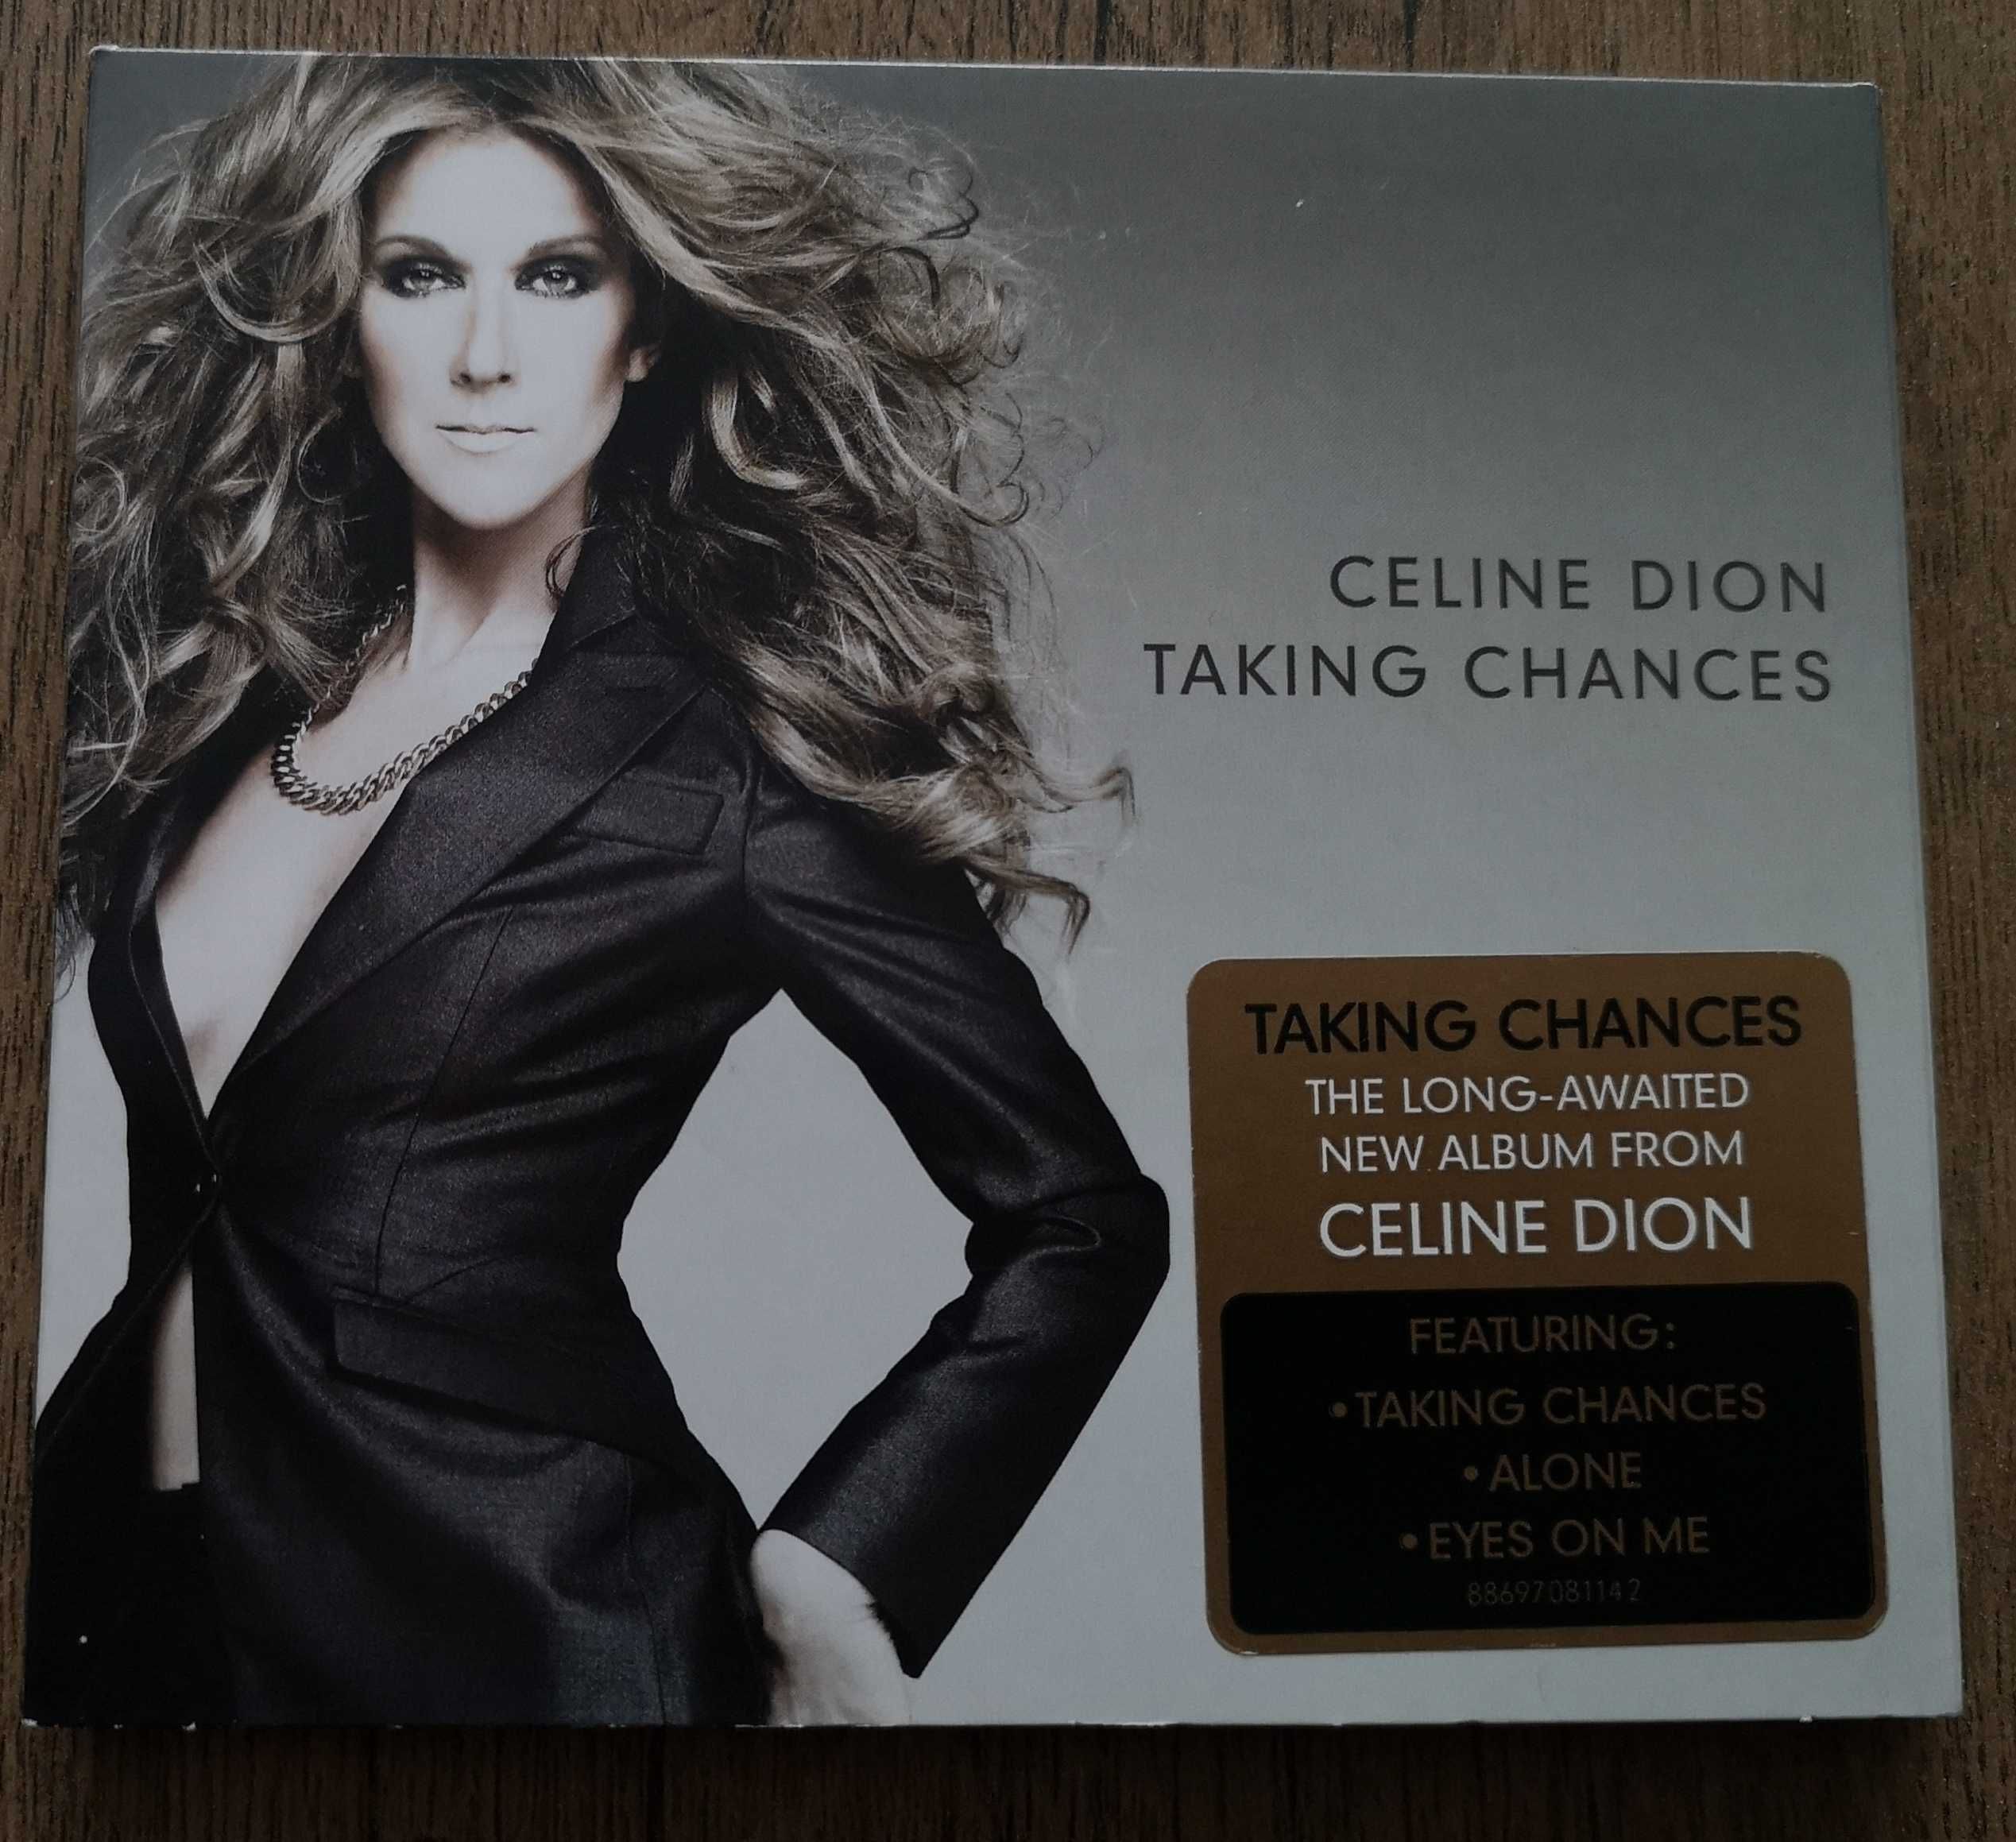 CELINE DION
TAKING CHANCES
TAKING CHANCES
THE LONG-AWAITED
NEW ALBUM FROM
CELINE DION
FEATURING:
•TAKING CHANCES
•ALONE
•EYES ON ME
88697081142